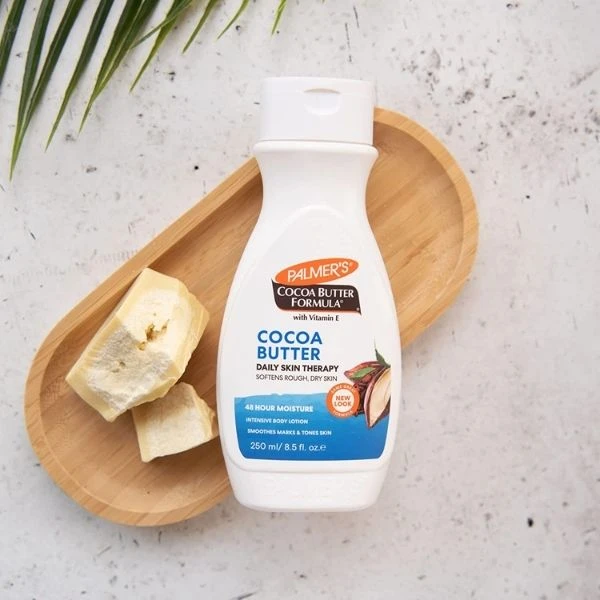 PALMER'S®
COCOA BUTTER
FORMULA®
with Vitamin E
COCOA
BUTTER
DAILY SKIN THERAPY
SOFTENS ROUGH, DRY SKIN
NEW
LOOK
48 HOUR MOISTURE
INTENSIVE BODY LOTION
SMOOTHES MARKS & TONES SKIN
250 ml/ 8.5 fl. oz.e